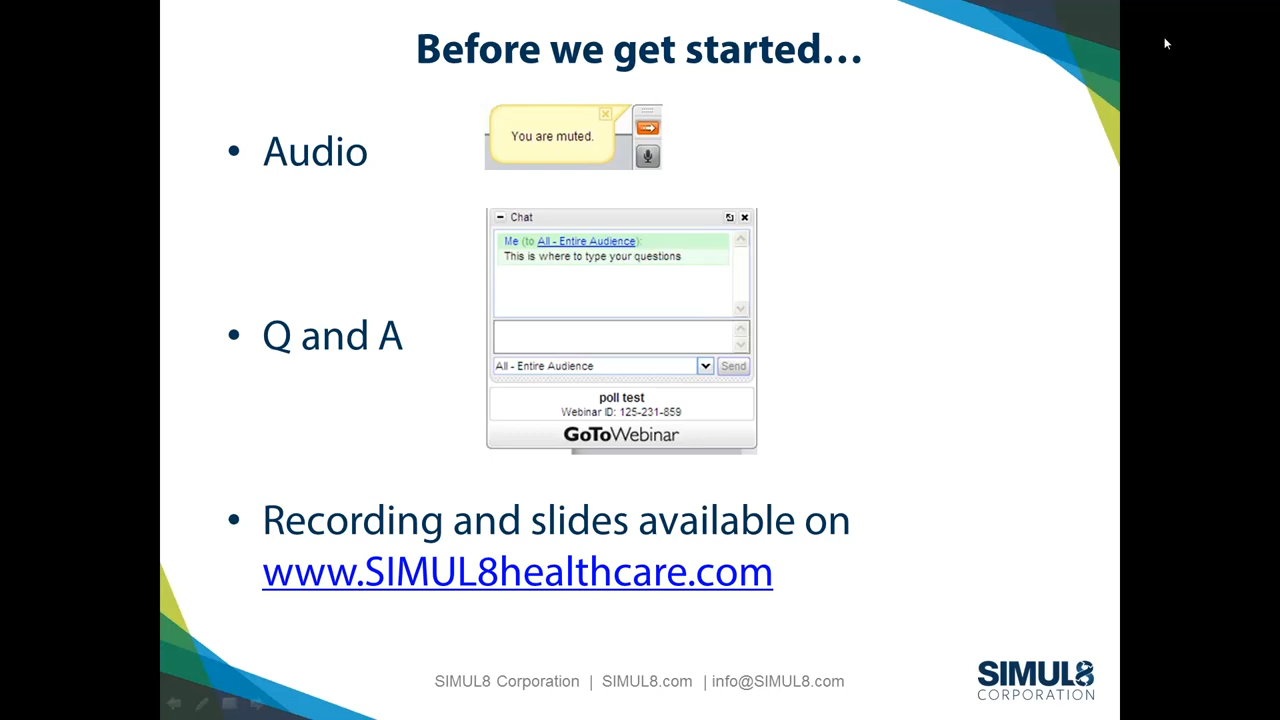 Before we get started...
• Audio
You are muted.
Chat
Me (to All - Entire Audience):
This is where to type your questions
• Q and A
All - Entire Audience
Send
poll test
Webinar ID: 125-231-859
GoToWebinar
• Recording and slides available on
www.SIMUL8healthcare.com
SIMUL8 Corporation | SIMUL8.com | info@SIMUL8.com
SIMUL8
CORPORATION